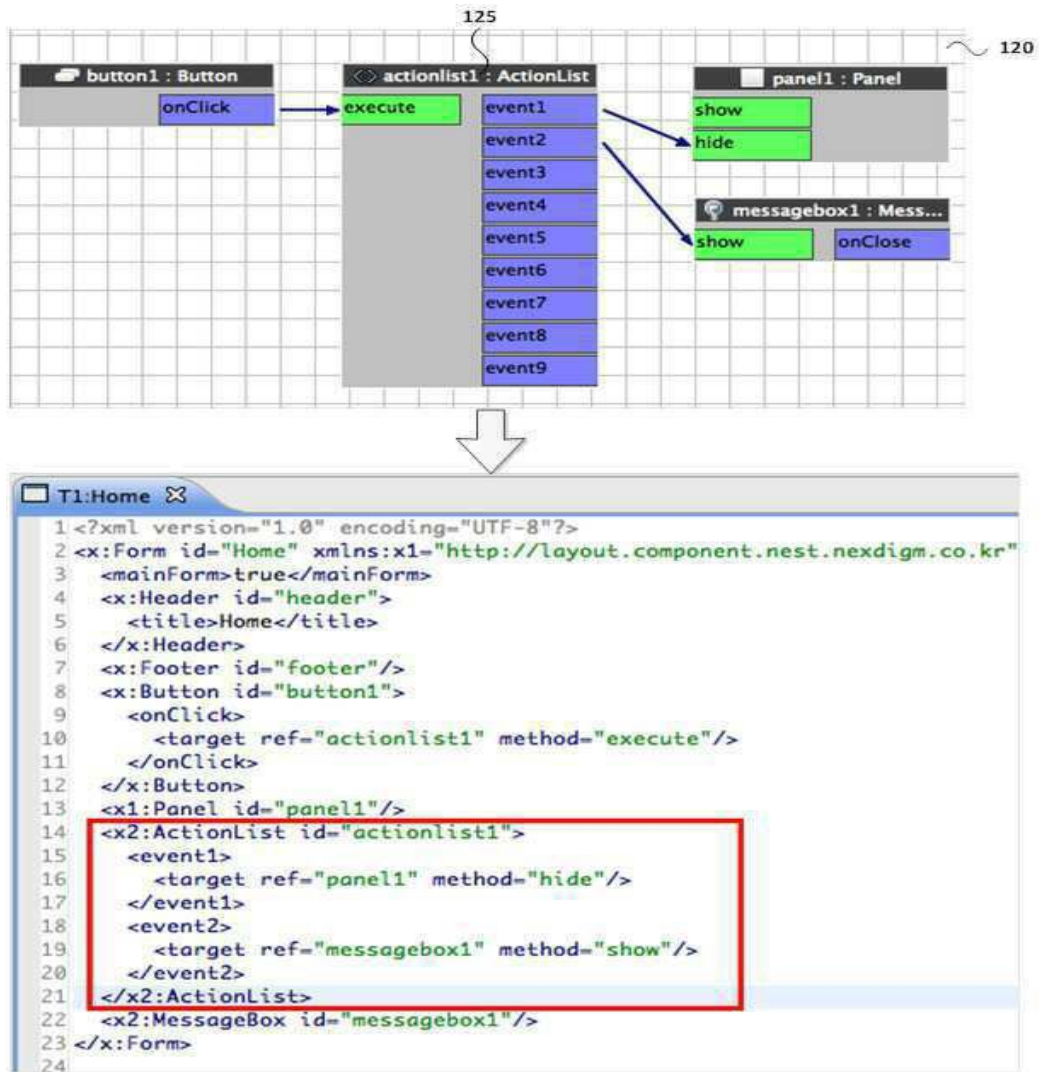 125
120
button1 : Button
onClick
actionlist1 : ActionList
execute
event1
event2
event3
event4
event5
event6
event7
event8
event9
panel1 : Panel
show
hide
messagebox1 : Mess...
show
onClose
T1:Home
1 <?xml version="1.0" encoding="UTF-8"?>
2 <x:Form id="Home" xmlns:x1="http://layout.component.nest.nexdigm.co.kr"
3 <mainForm>true</mainForm>
4 <x:Header id="header">
5 <title>Home</title>
6 </x:Header>
7 <x:Footer id="footer"/>
8 <x:Button id="button1">
9 <onClick>
10 <target ref="actionlist1" method="execute"/>
11 </onClick>
12 </x:Button>
13 <x1:Panel id="panel1"/>
14 <x2:ActionList id="actionlist1">
15 <event1>
16 <target ref="panel1" method="hide"/>
17 </event1>
18 <event2>
19 <target ref="messagebox1" method="show"/>
20 </event2>
21 </x2:ActionList>
22 <x2:MessageBox id="messagebox1"/>
23 </x:Form>
24